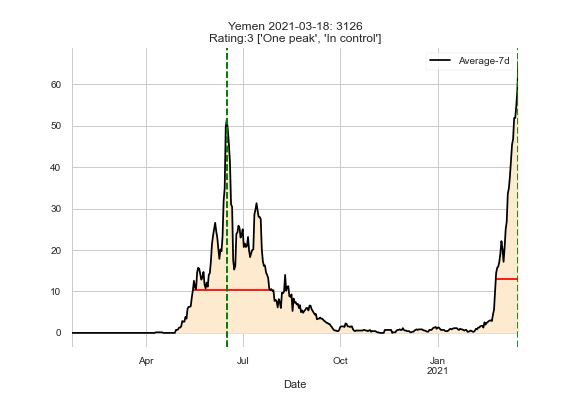 Yemen 2021-03-18: 3126
Rating:3 ['One peak', 'In control']
Average-7d
60
50
40
30
20
10
0
Apr
Jul
Oct
Jan
2021
Date